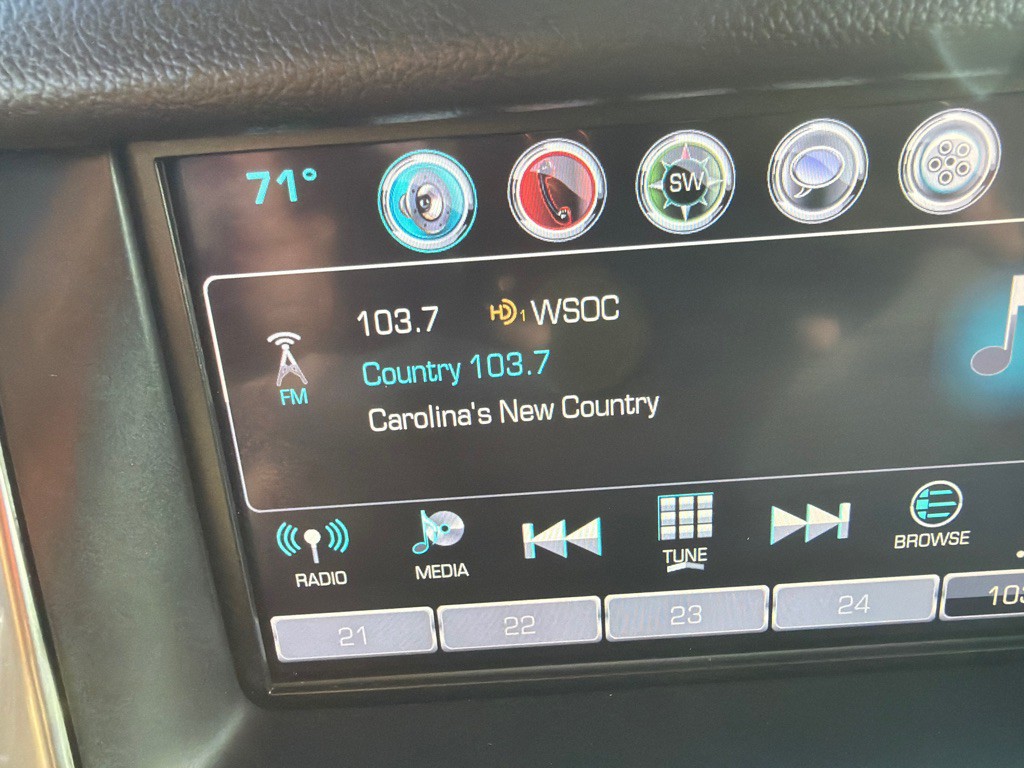 71°
SW
103.7 HD1 WSOC
FM
Country 103.7
Carolina's New Country
RADIO
MEDIA
TUNE
BROWSE
21
22
23
24